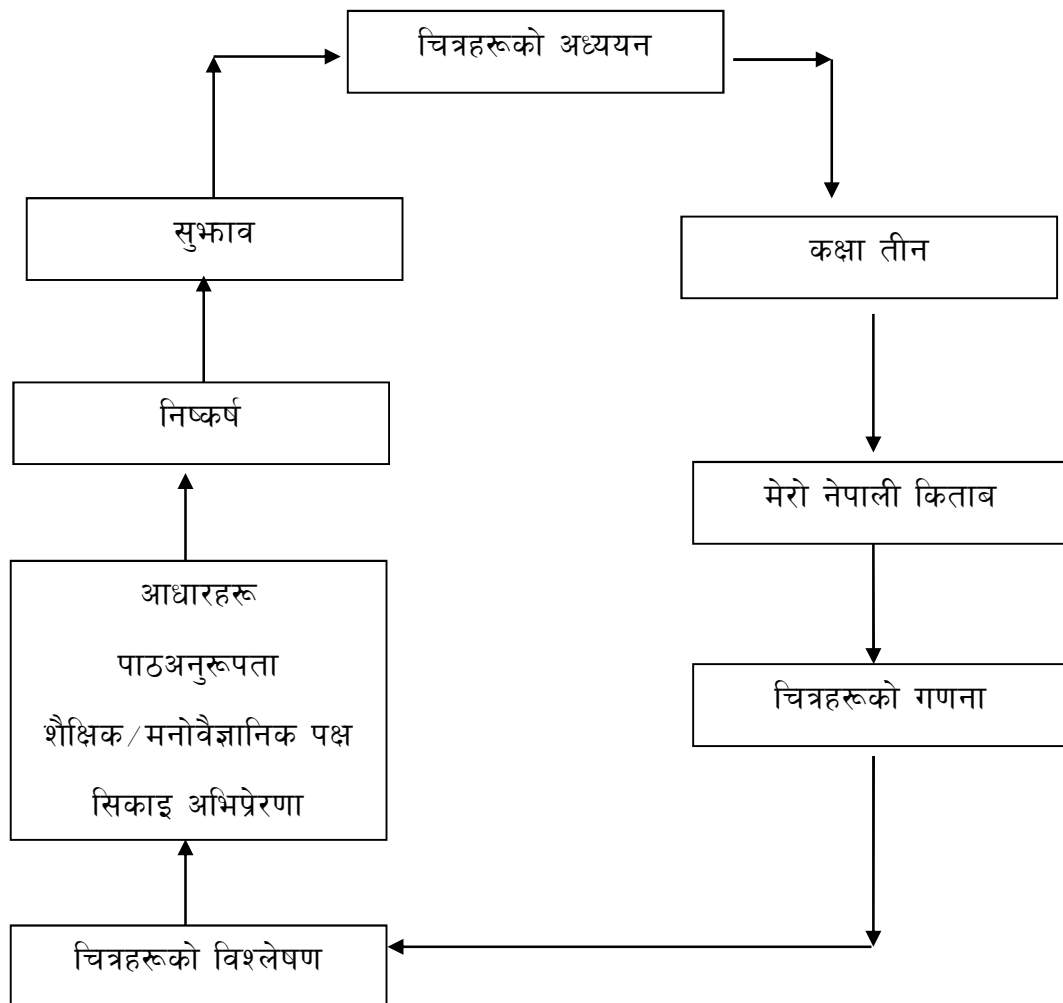 चित्रहरूको अध्ययन
सुझाव
कक्षा तीन
निष्कर्ष
मेरो नेपाली किताब
आधारहरू
पाठअनुरूपता
शैक्षिक/मनोवैज्ञानिक पक्ष
सिकाइ अभिप्रेरणा
चित्रहरूको गणना
चित्रहरूको विश्लेषण